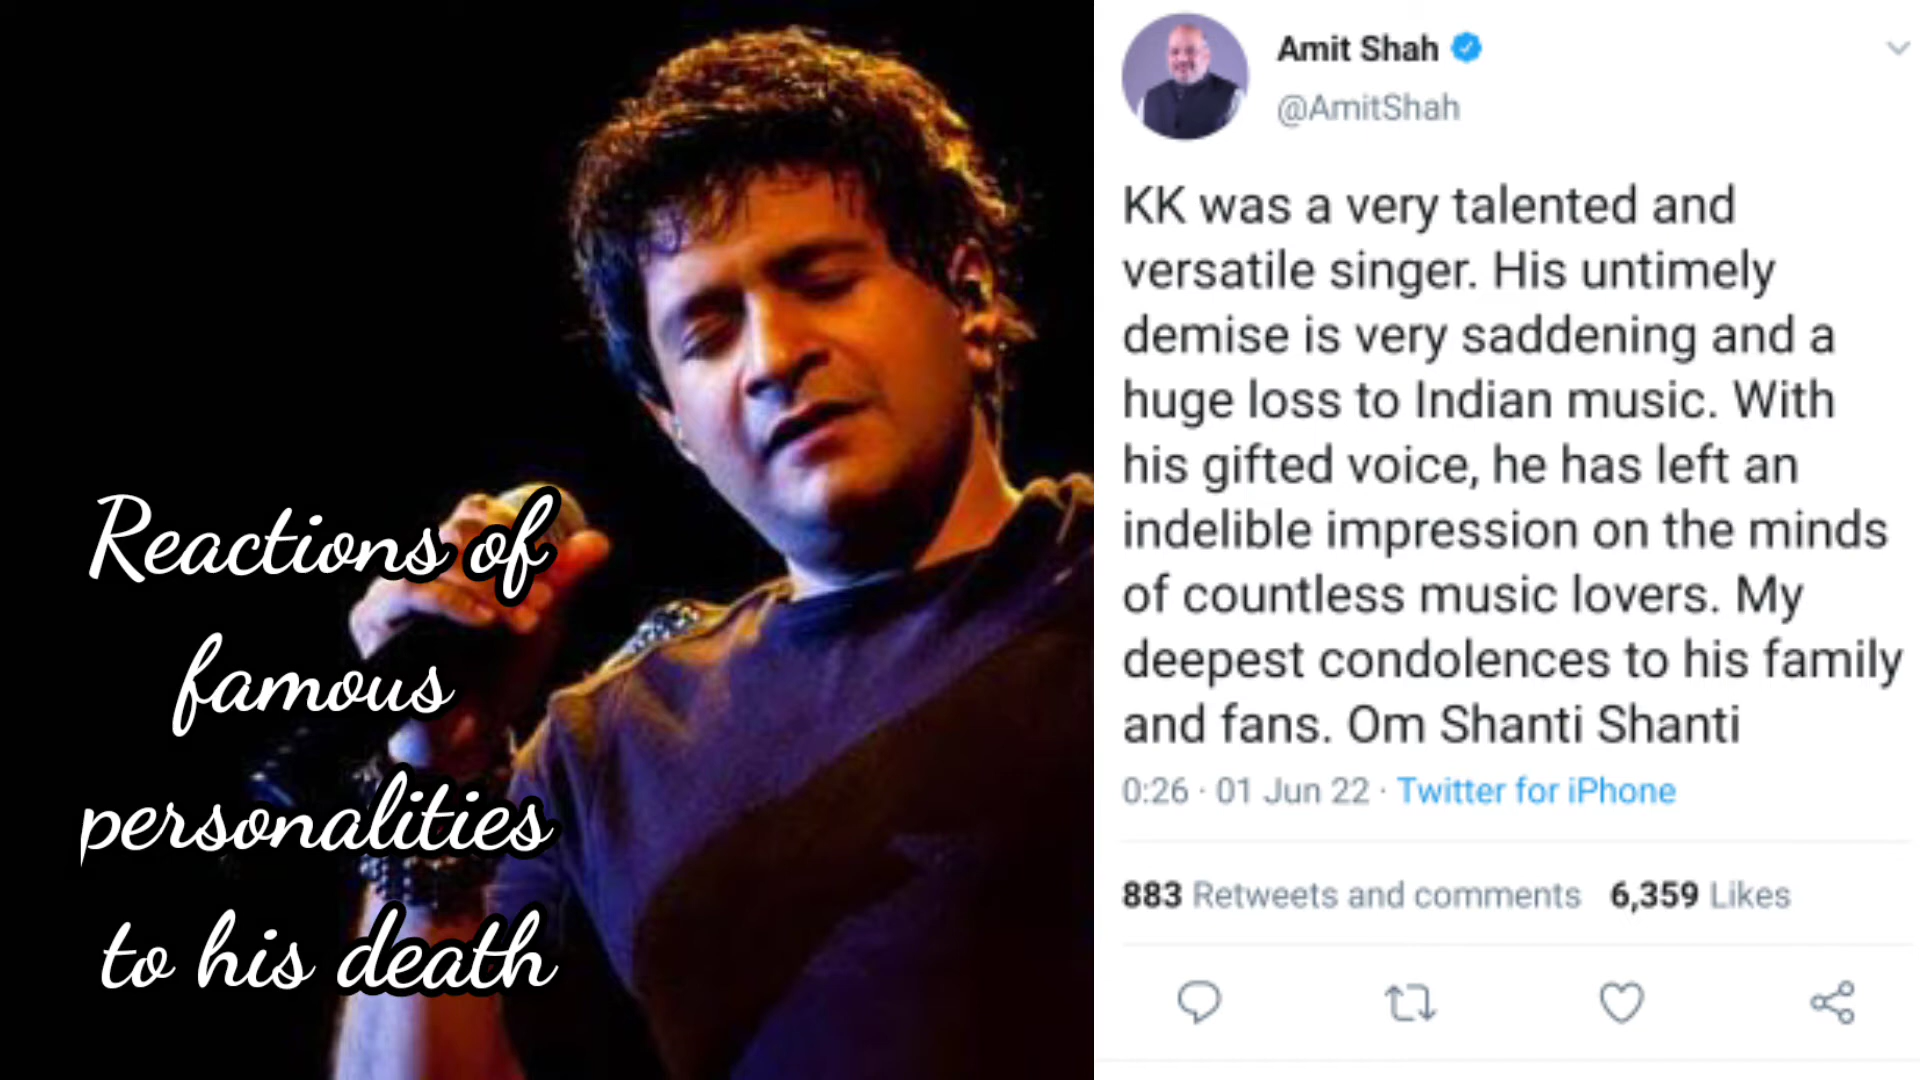 Reactions of
famous
personalities
to his death
Amit Shah
@AmitShah
KK was a very talented and
versatile singer. His untimely
demise is very saddening and a
huge loss to Indian music. With
his gifted voice, he has left an
indelible impression on the minds
of countless music lovers. My
deepest condolences to his family
and fans. Om Shanti Shanti
0:26 · 01 Jun 22 · Twitter for iPhone
883 Retweets and comments 6,359 Likes